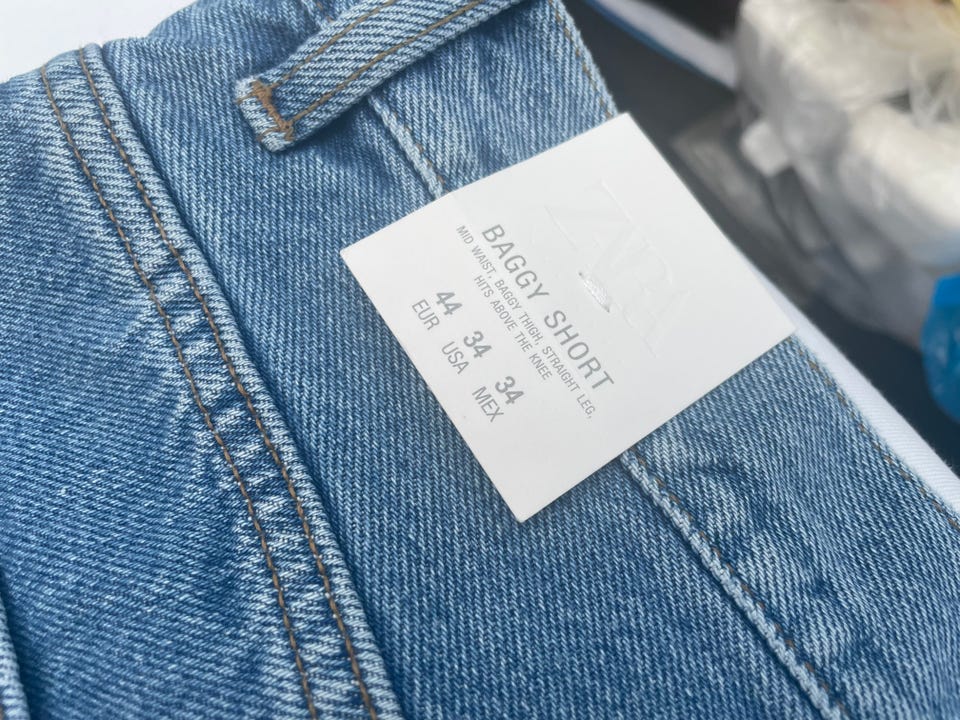 ZARA
BAGGY SHORT
MID WAIST, BAGGY THIGH, STRAIGHT LEG,
HITS ABOVE THE KNEE
44 34 34
EUR USA MEX